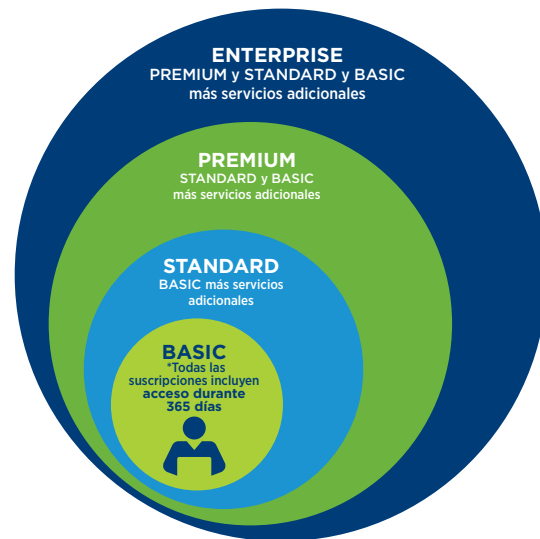 ENTERPRISE
PREMIUM y STANDARD y BASIC
más servicios adicionales
PREMIUM
STANDARD y BASIC
más servicios adicionales
STANDARD
BASIC más servicios
adicionales
BASIC
*Todas las
suscripciones incluyen
acceso durante
365 días